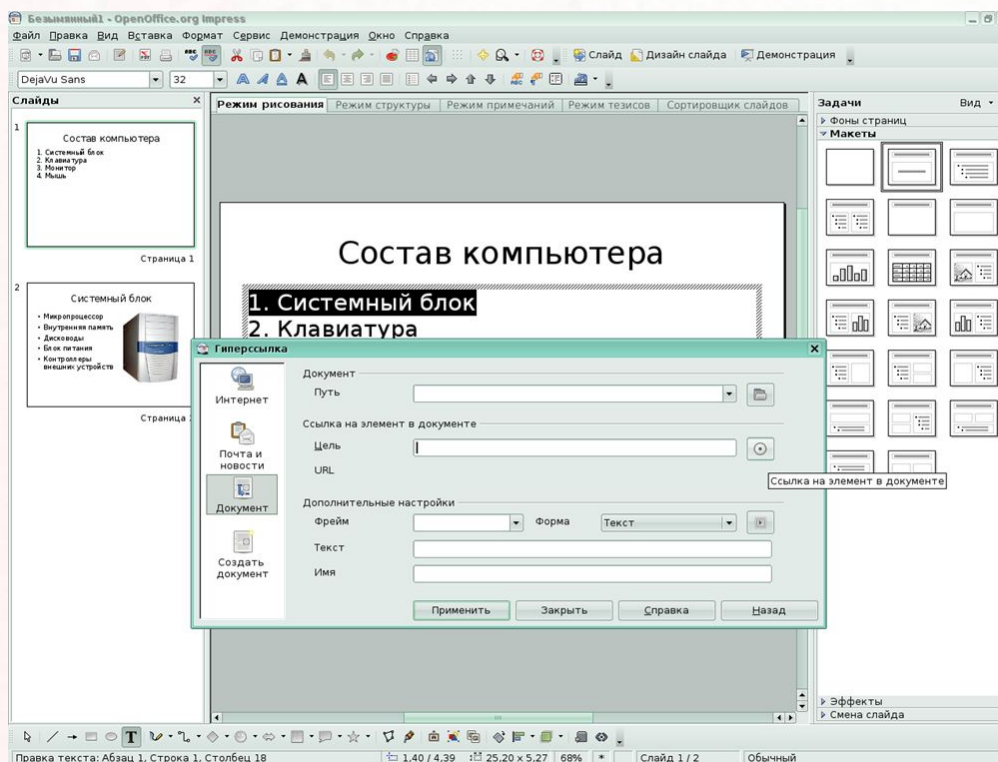 Безымянный1 - OpenOffice.org Impress
Файл Правка Вид Вставка Формат Сервис Демонстрация Окно Справка
Слайд Дизайн слайда Демонстрация
DejaVu Sans 32
Слайды
Режим рисования Режим структуры Режим примечаний Режим тезисов Сортировщик слайдов
Задачи Вид
Фоны страниц
Макеты
1
Состав компьютера
1. Системный блок
2. Клавиатура
3. Монитор
4. Мышь
Страница 1
2
Системный блок
• Микропроцессор
• Внутренняя память
• Дисководы
• Блок питания
• Контроллеры
внешних устройств
Страница
Состав компьютера
1. Системный блок
2. Клавиатура
Гиперссылка
Интернет
Почта и
новости
Документ
Создать
документ
Документ
Путь
Ссылка на элемент в документе
Цель
URL
Ссылка на элемент в документе
Дополнительные настройки
Фрейм Форма Текст
Текст
Имя
Применить Закрыть Справка Назад
Эффекты
Смена слайда
Правка текста: Абзац 1, Строка 1, Столбец 18 1,40 / 4,39 25,20 x 5,27 68% * Слайд 1 / 2 Обычный